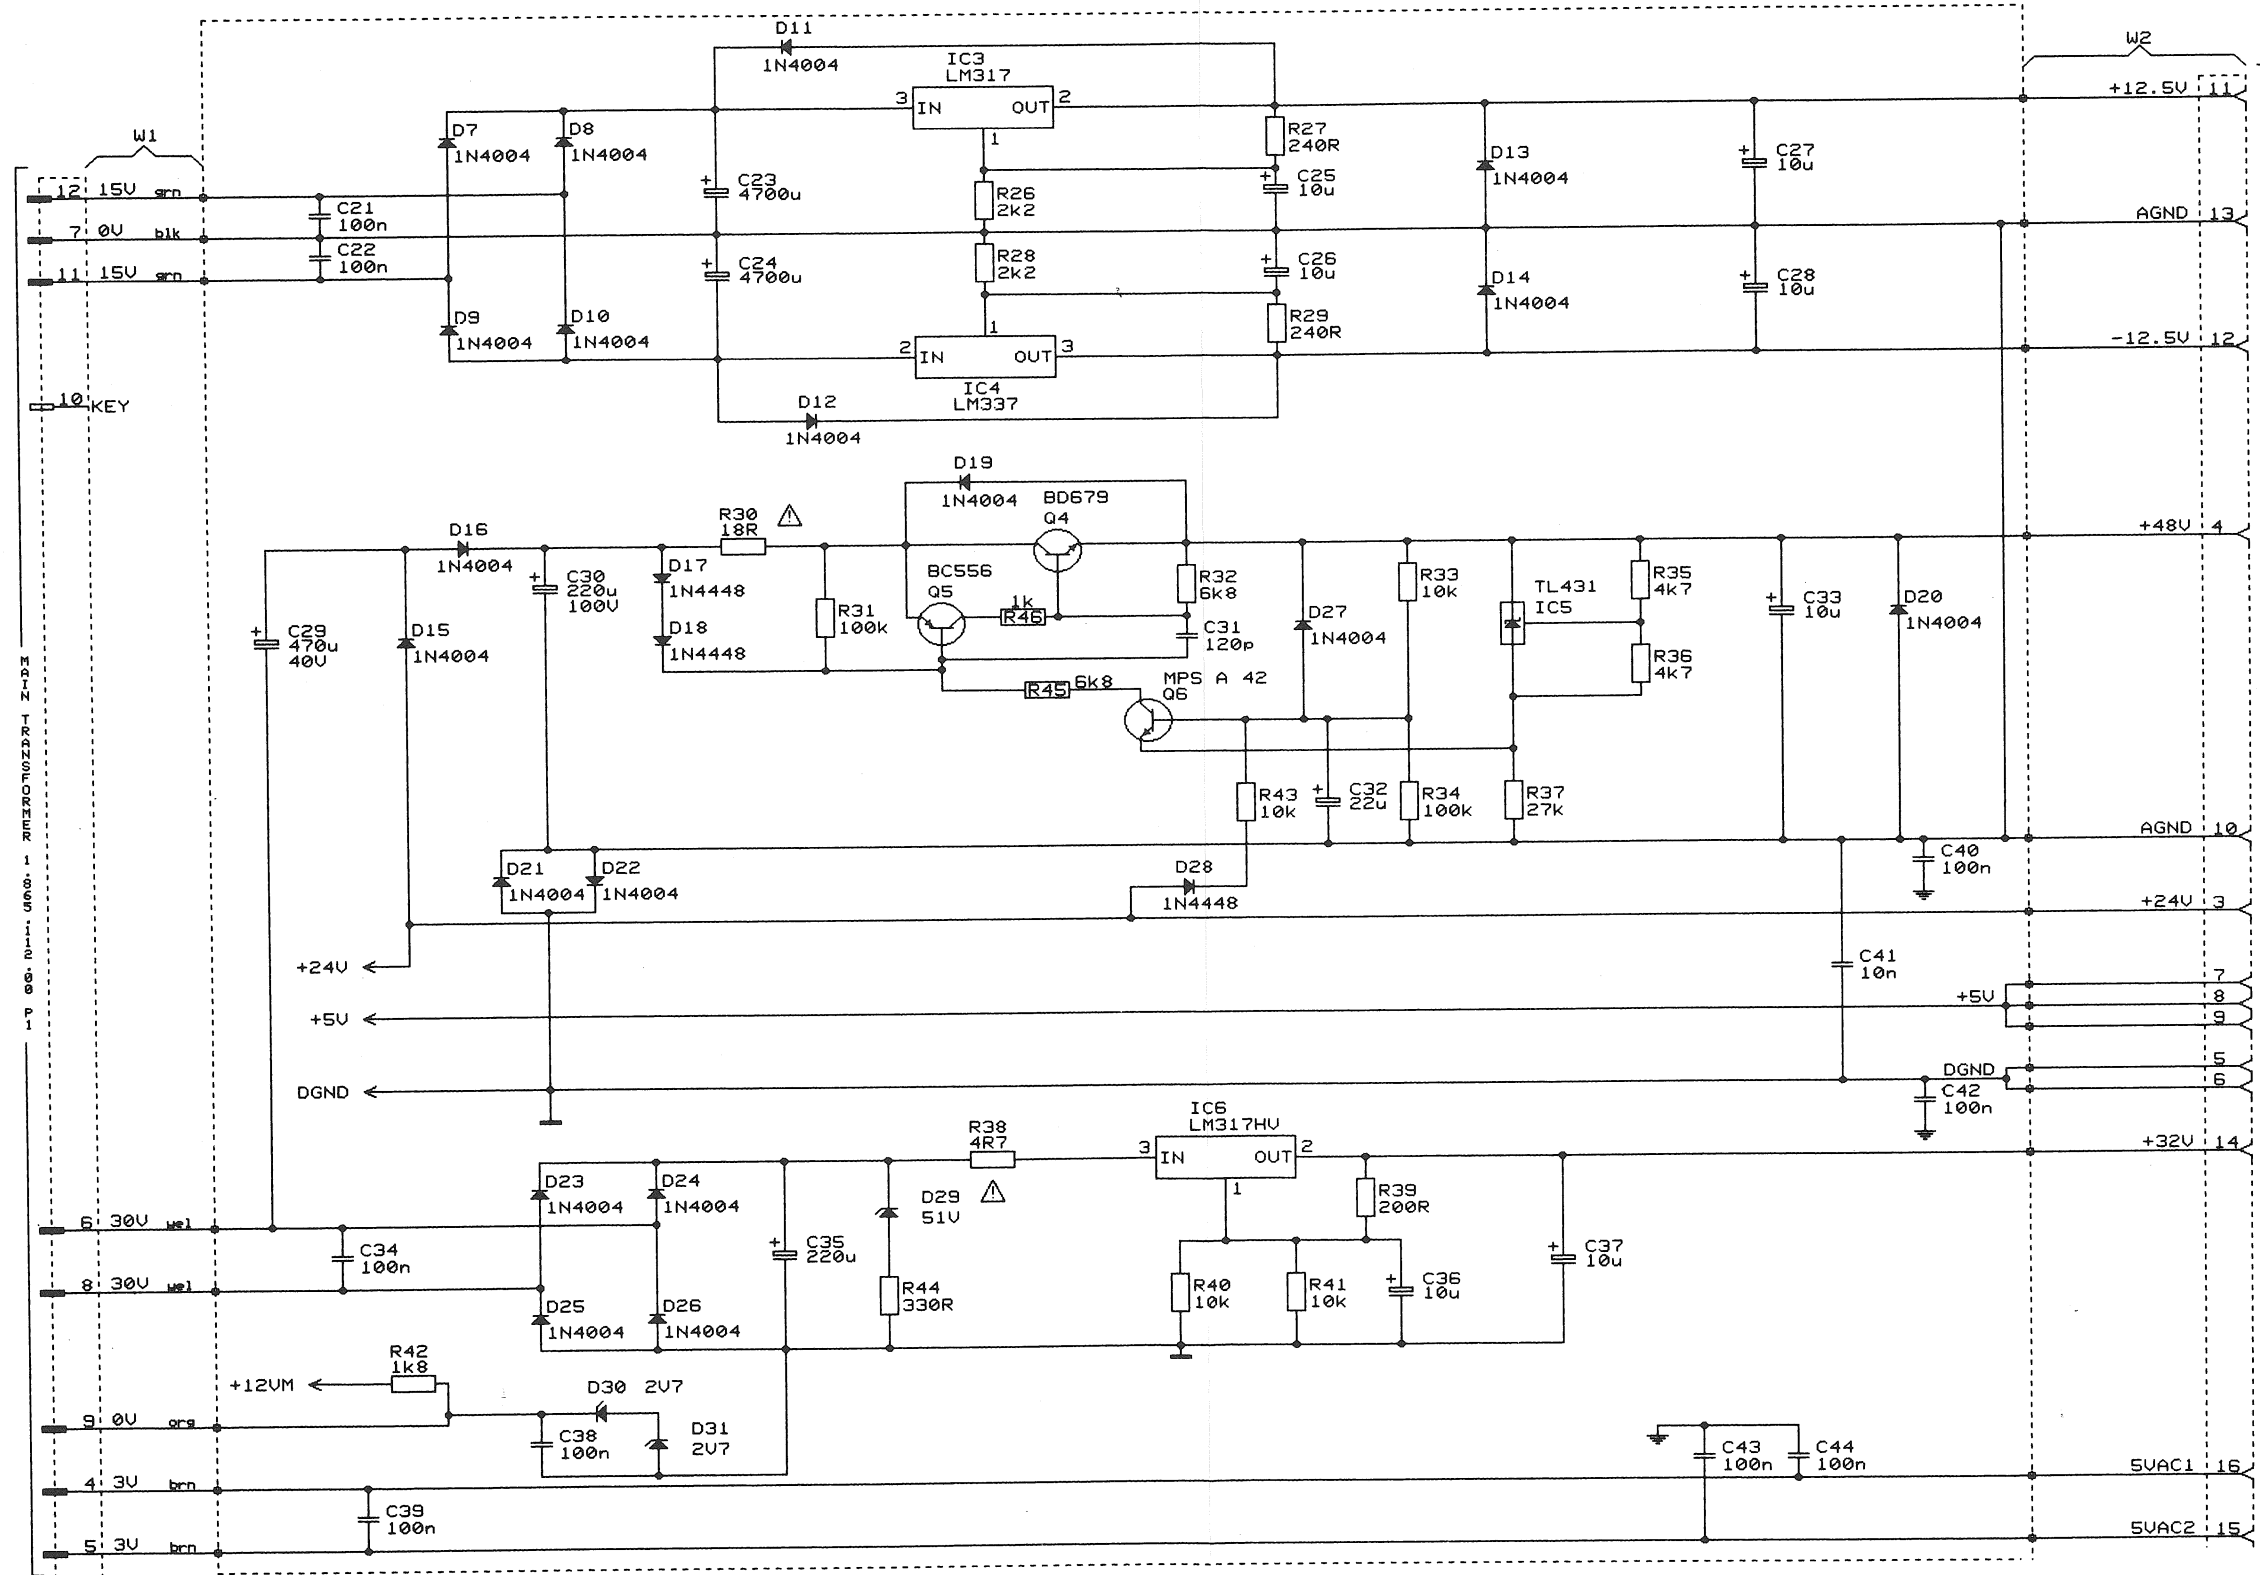 D11
1N4004
IC3
LM317
3 IN OUT 2
1
W2
+12.5V 11
W1
D7
1N4004
D8
1N4004
R27
240R
D13
1N4004
C27
10u
12 15V grn
C21
100n
C23
4700u
R26
2k2
C25
10u
7 0V blk
AGND 13
C22
100n
C24
4700u
R28
2k2
C26
10u
D14
1N4004
C28
10u
11 15V grn
D9
1N4004
D10
1N4004
R29
240R
1
2 IN OUT 3
IC4
LM337
-12.5V 12
10 KEY
D12
1N4004
D19
1N4004
BD679
Q4
R30
18R
D16
1N4004
+48V 4
D17
1N4448
C30
220u
100V
BC556
Q5
R32
6k8
R33
10k
TL431
IC5
R35
4k7
R31
100k
1k
R46
D27
1N4004
C33
10u
D20
1N4004
C29
470u
40V
D15
1N4004
D18
1N4448
C31
120p
R36
4k7
R45 6k8
MPS A 42
Q6
R43
10k
C32
22u
R34
100k
R37
27k
AGND 10
MAIN TRANSFORMER 1.865.112.00 P1
D21
1N4004
D22
1N4004
D28
1N4448
C40
100n
+24V 3
+24V
C41
10n
7
+5V 8
9
+5V
DGND
DGND 5
6
C42
100n
IC6
LM317HV
3 IN OUT 2
1
R38
4R7
+32V 14
D23
1N4004
D24
1N4004
D29
51V
R39
200R
6 30V wel
C34
100n
C35
220u
C37
10u
8 30V wel
D25
1N4004
D26
1N4004
R44
330R
R40
10k
R41
10k
C36
10u
R42
1k8
+12VM
D30 2V7
D31
2V7
9 0V org
C38
100n
C43
100n
C44
100n
4 3V brn
5VAC1 16
C39
100n
5 3V brn
5VAC2 15